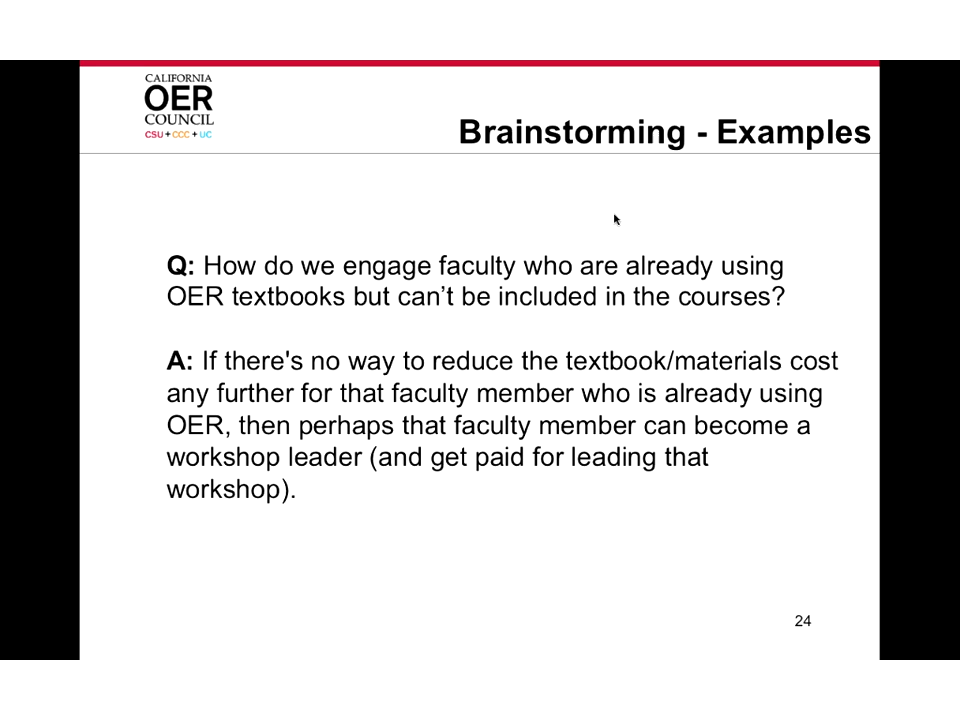 CALIFORNIA
OER
COUNCIL
CSU + CCC + UC
Brainstorming - Examples
Q: How do we engage faculty who are already using
OER textbooks but can’t be included in the courses?
A: If there's no way to reduce the textbook/materials cost
any further for that faculty member who is already using
OER, then perhaps that faculty member can become a
workshop leader (and get paid for leading that
workshop).
24